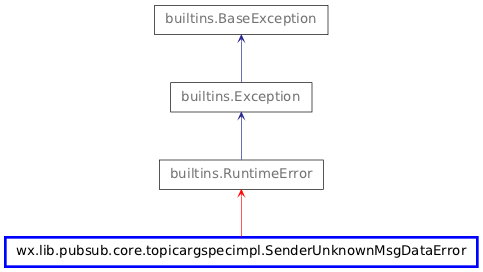 builtins.BaseException
builtins.Exception
builtins.RuntimeError
wx.lib.pubsub.core.topicargspecimpl.SenderUnknownMsgDataError